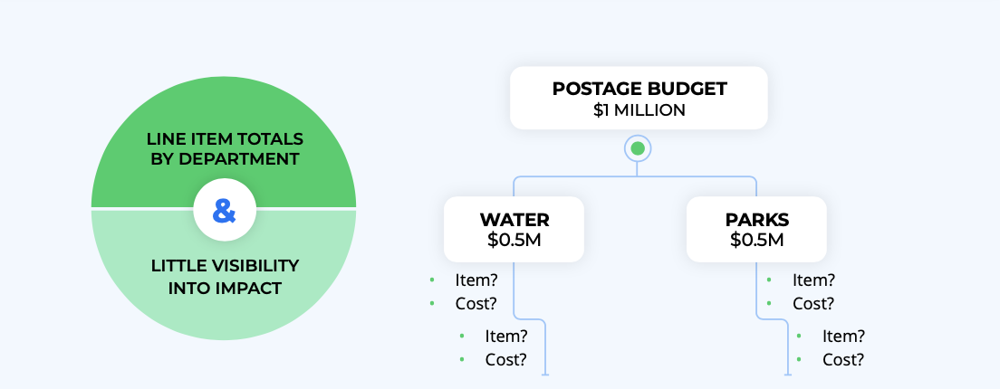 LINE ITEM TOTALS
BY DEPARTMENT
&
LITTLE VISIBILITY
INTO IMPACT
POSTAGE BUDGET
$1 MILLION
WATER
$0.5M
• Item?
• Cost?
• Item?
• Cost?
PARKS
$0.5M
• Item?
• Cost?
• Item?
• Cost?